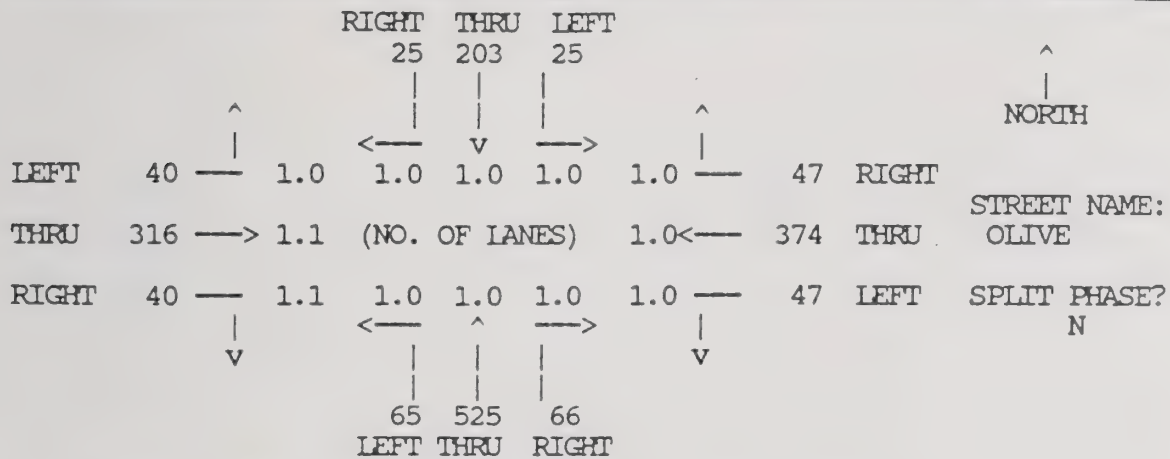 RIGHT THRU LEFT
25 203 25
^
|
NORTH
LEFT 40 — 1.0 1.0 1.0 1.0 1.0 — 47 RIGHT
<— v —>
STREET NAME:
THRU 316 —> 1.1 (NO. OF LANES) 1.0<— 374 THRU OLIVE
RIGHT 40 — 1.1 1.0 1.0 1.0 1.0 — 47 LEFT SPLIT PHASE?
<— ^ —> N
v v
65 525 66
LEFT THRU RIGHT